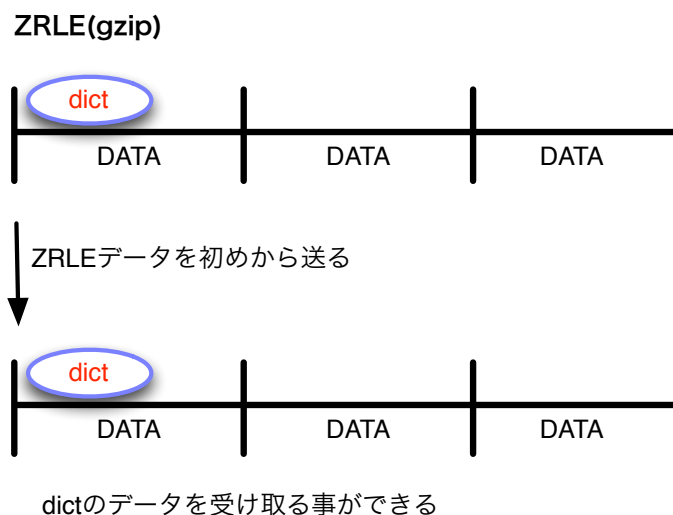 ZRLE(gzip)
dict
DATA DATA DATA
ZRLEデータを初めから送る
dict
DATA DATA DATA
dictのデータを受け取る事ができる